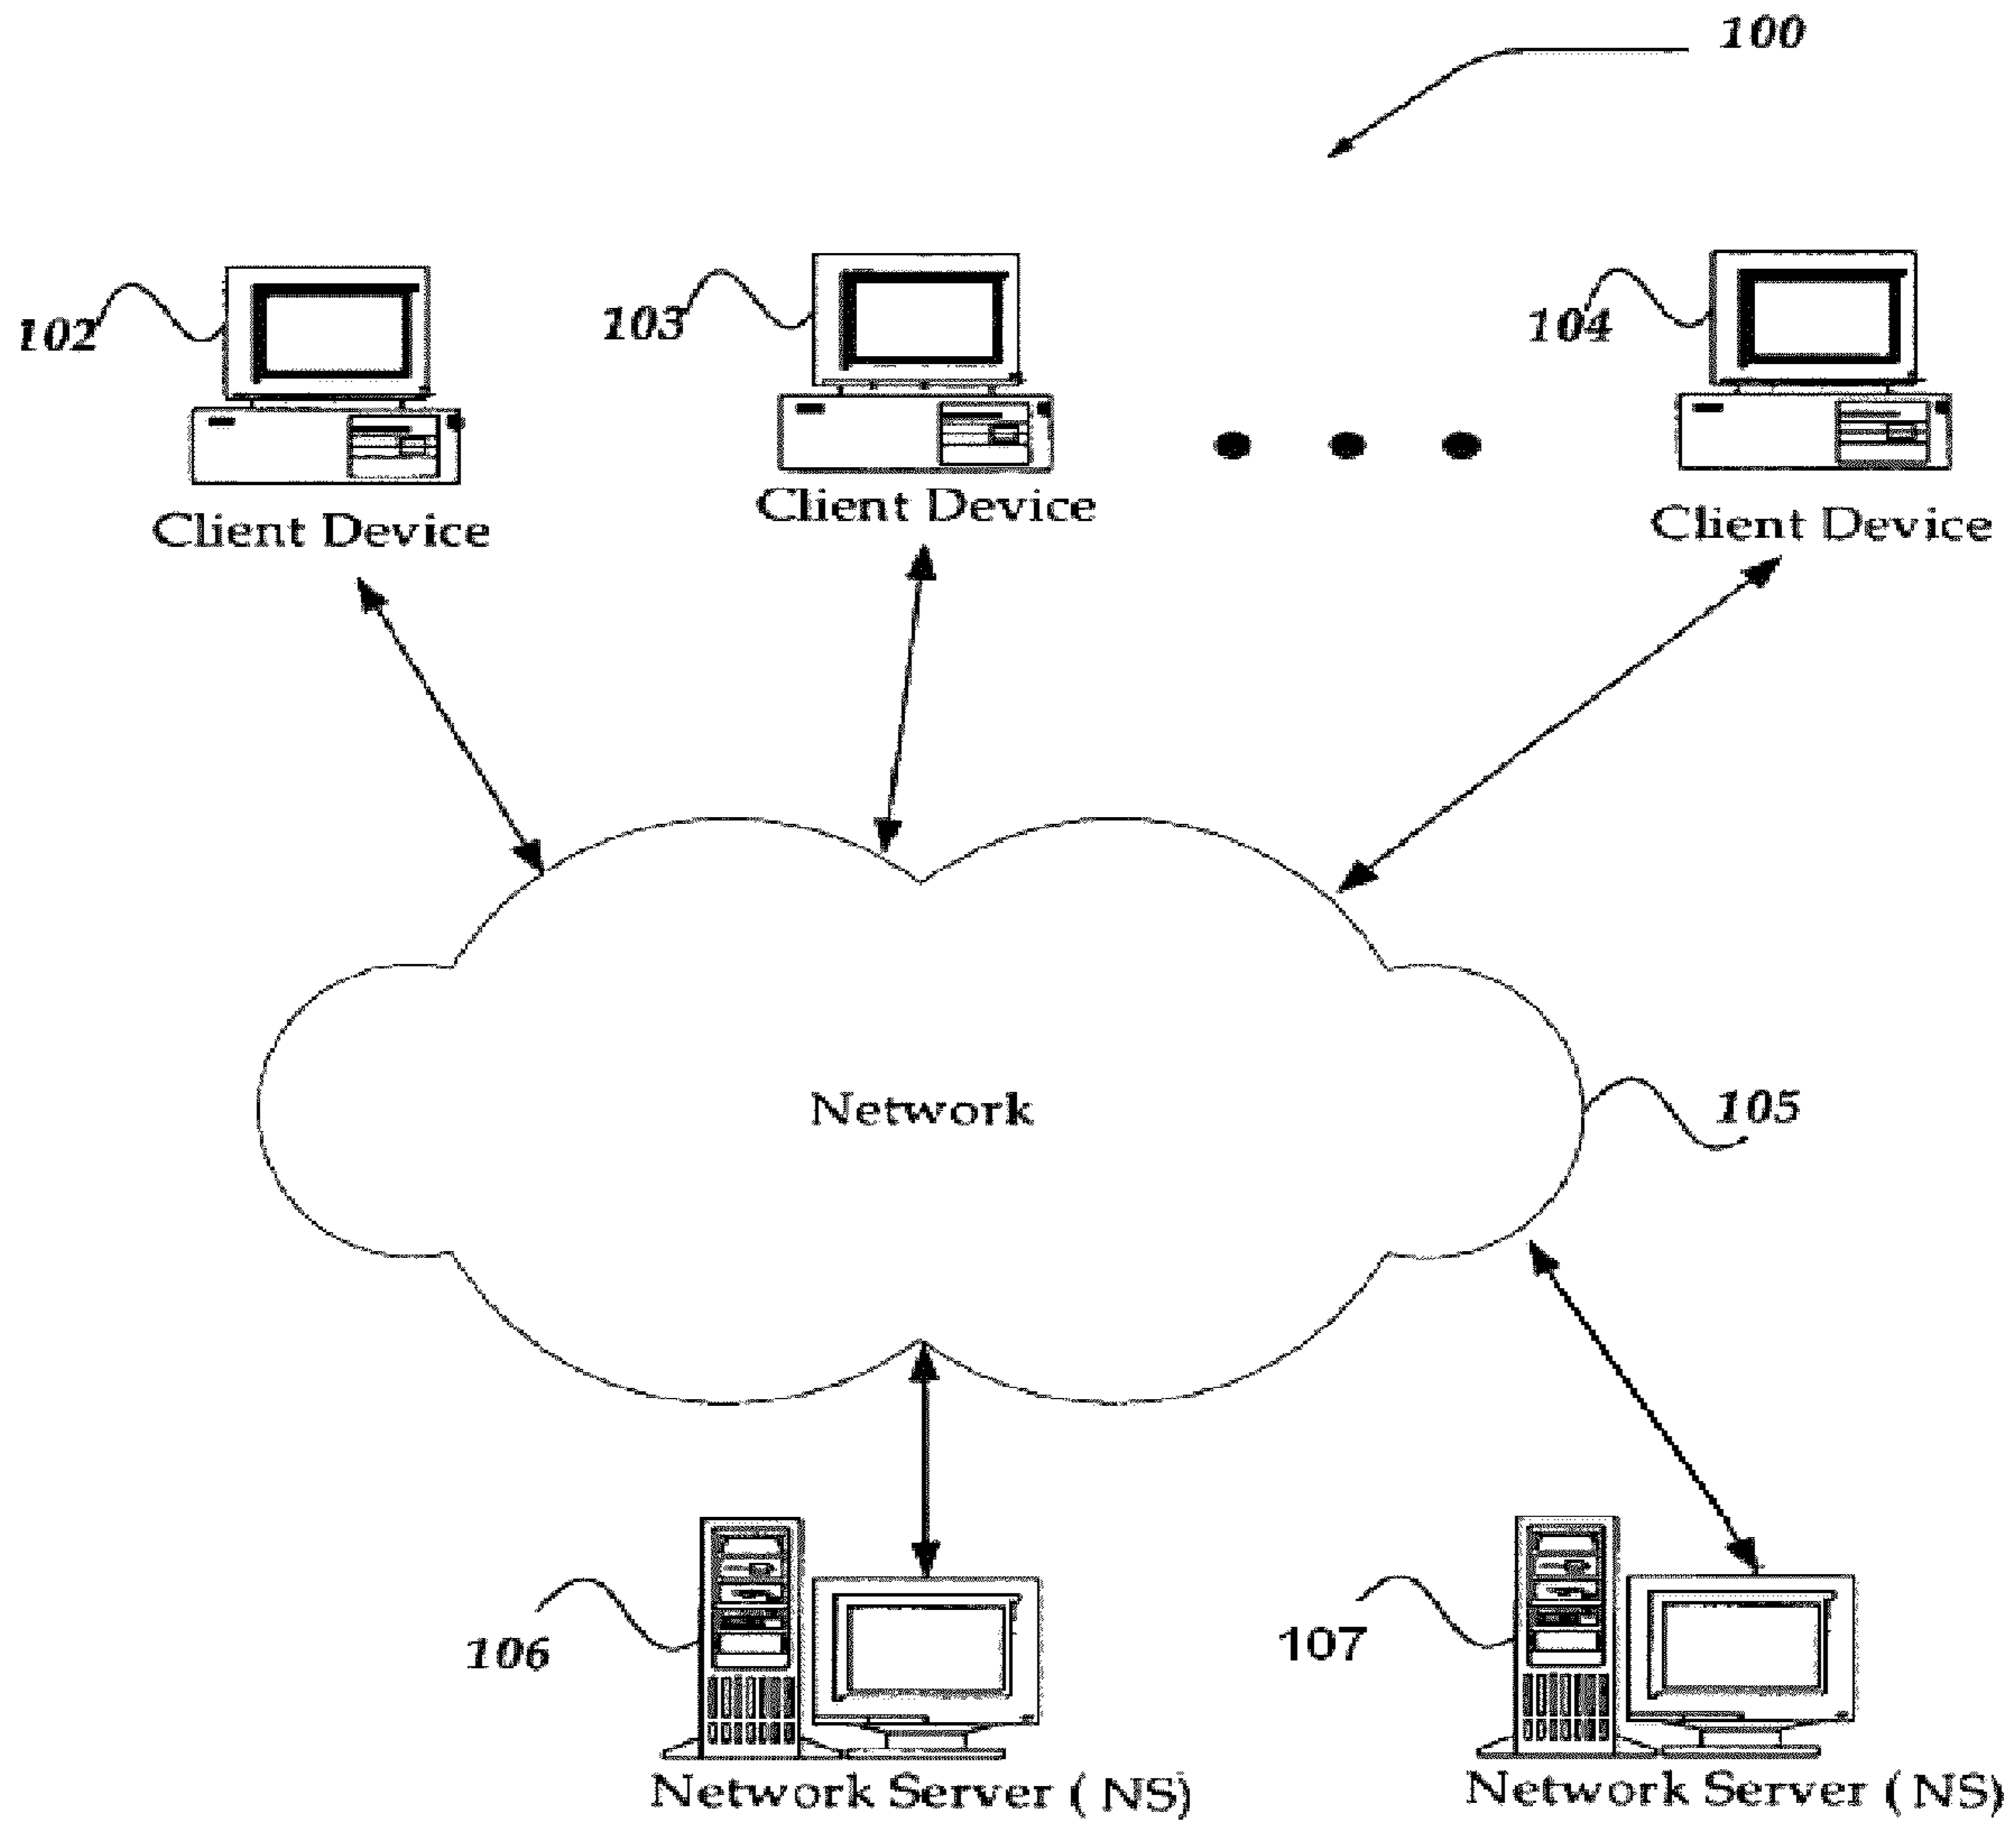 100
102
103
104
Client Device
Client Device
Client Device
Network
105
106
107
Network Server ( NS)
Network Server ( NS)